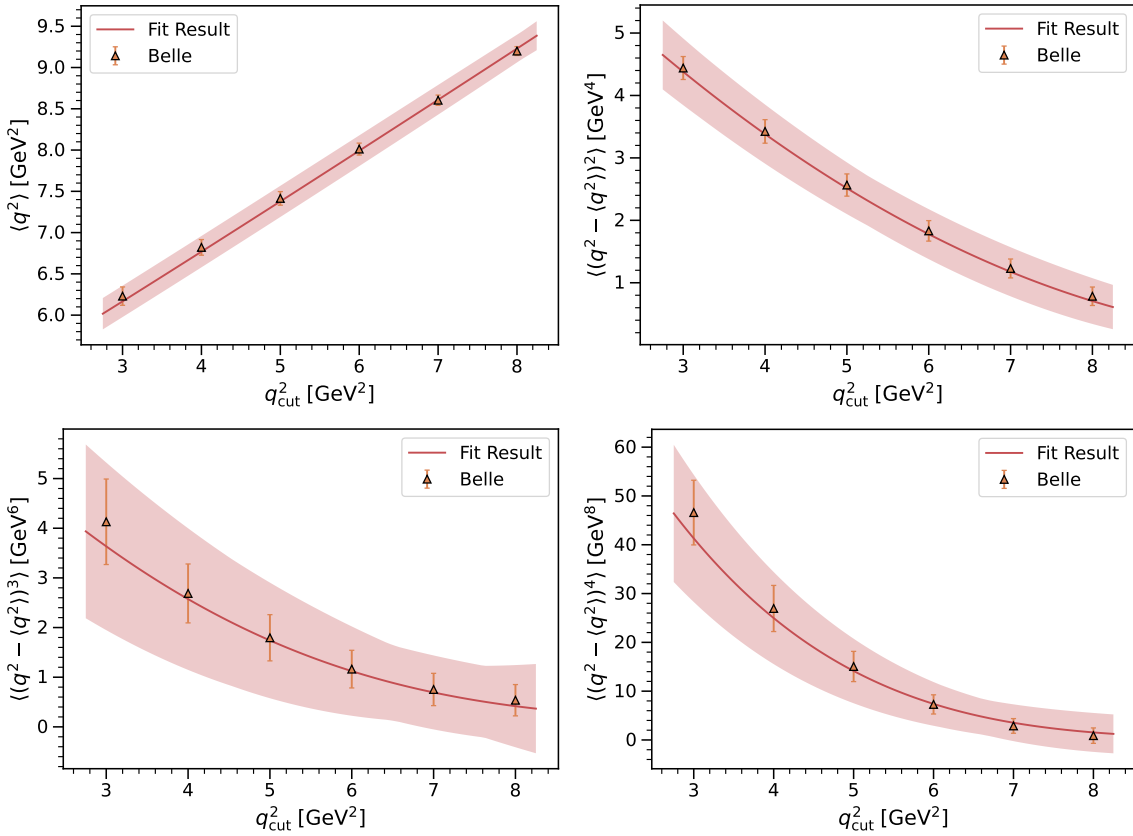 9.5
9.0
8.5
8.0
7.5
7.0
6.5
6.0
⟨q²⟩ [GeV²]
Fit Result
Belle
3 4 5 6 7 8
q²cut [GeV²]
5
4
3
2
1
⟨(q² − ⟨q²⟩)²⟩ [GeV⁴]
Fit Result
Belle
3 4 5 6 7 8
q²cut [GeV²]
5
4
3
2
1
0
⟨(q² − ⟨q²⟩)³⟩ [GeV⁶]
Fit Result
Belle
3 4 5 6 7 8
q²cut [GeV²]
60
50
40
30
20
10
0
⟨(q² − ⟨q²⟩)⁴⟩ [GeV⁸]
Fit Result
Belle
3 4 5 6 7 8
q²cut [GeV²]